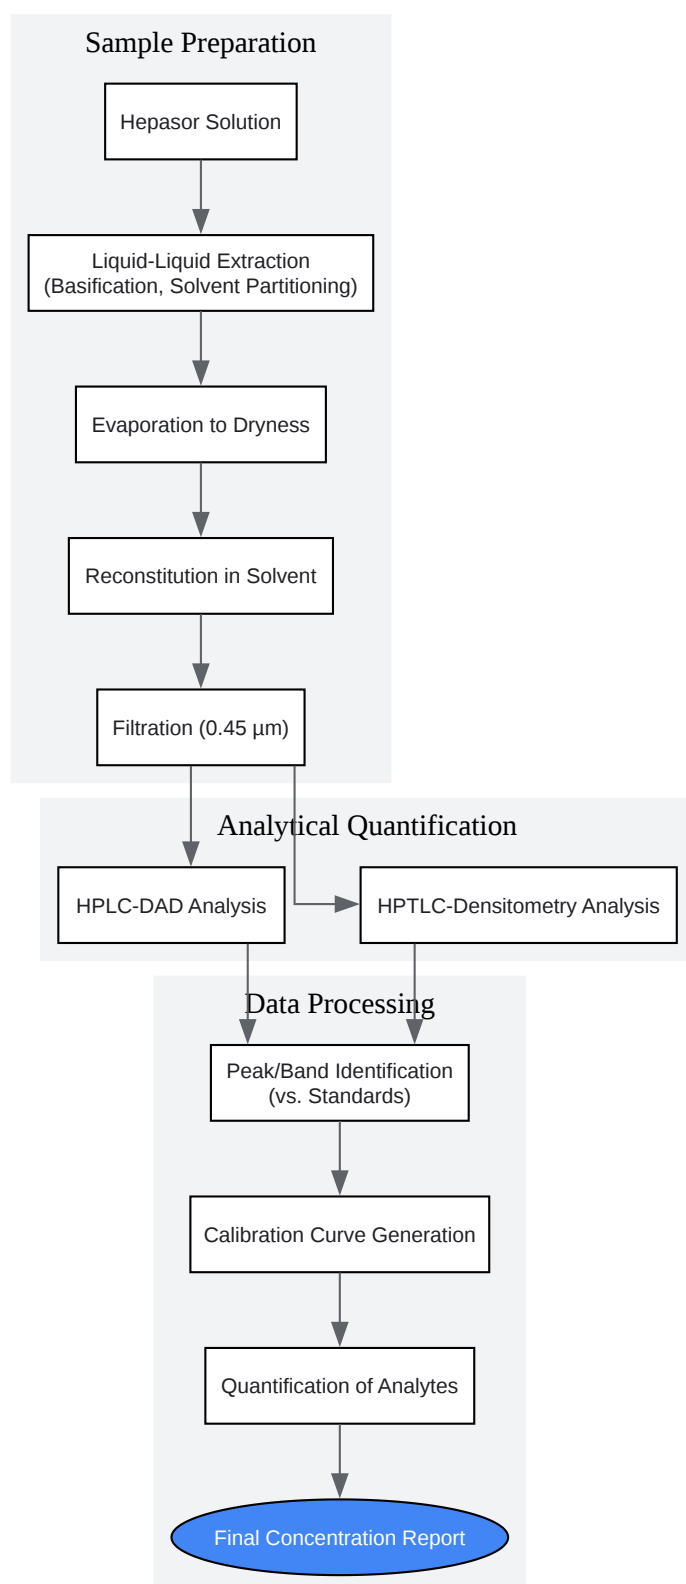 Sample Preparation
Hepasor Solution
Liquid-Liquid Extraction
(Basification, Solvent Partitioning)
Evaporation to Dryness
Reconstitution in Solvent
Filtration (0.45 µm)
Analytical Quantification
HPLC-DAD Analysis
HPTLC-Densitometry Analysis
Data Processing
Peak/Band Identification
(vs. Standards)
Calibration Curve Generation
Quantification of Analytes
Final Concentration Report